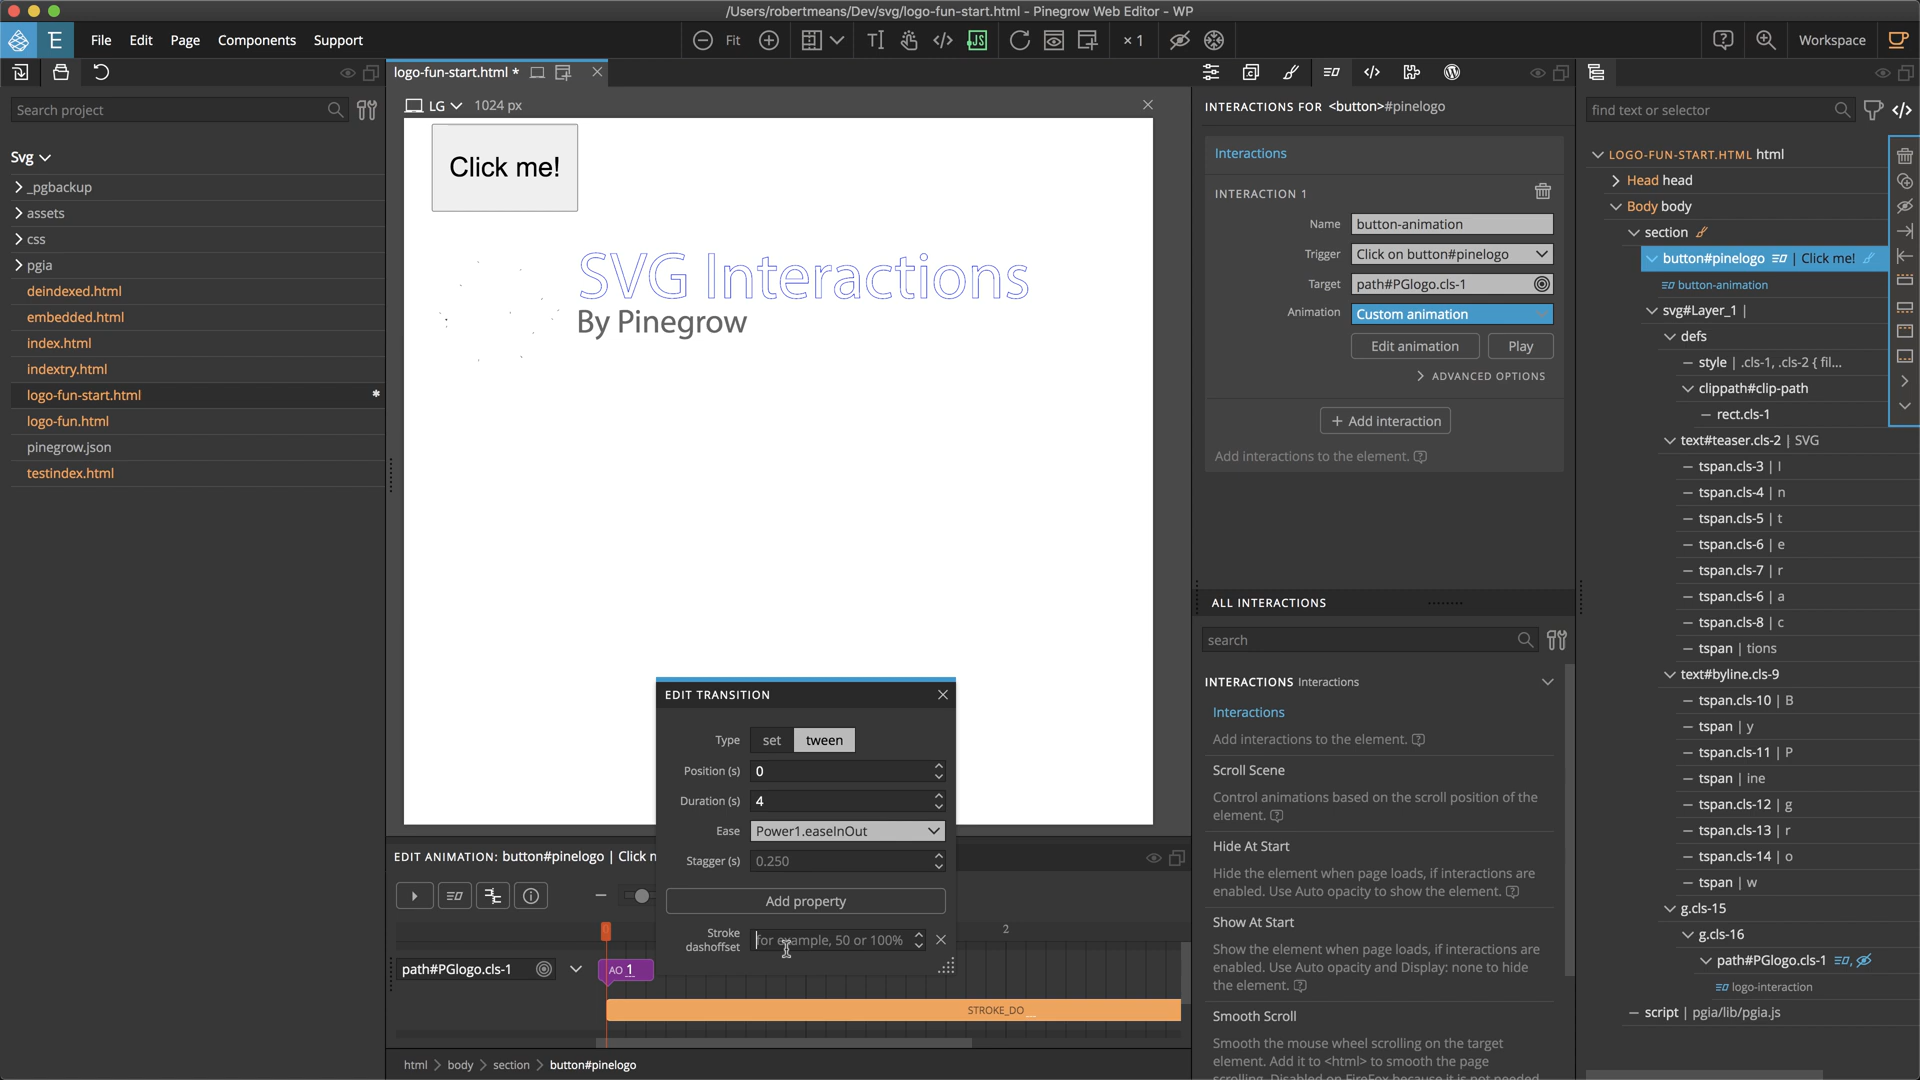 /Users/robertmeans/Dev/svg/logo-fun-start.html - Pinegrow Web Editor - WP
File Edit Page Components Support
Fit
× 1
Workspace
logo-fun-start.html *
Search project
LG 1024 px
INTERACTIONS FOR <button>#pinelogo
find text or selector
Svg
_pgbackup
assets
css
pgia
deindexed.html
embedded.html
index.html
indextry.html
logo-fun-start.html *
logo-fun.html
pinegrow.json
testindex.html
Click me!
SVG Interactions
By Pinegrow
Interactions
INTERACTION 1
Name button-animation
Trigger Click on button#pinelogo
Target path#PGlogo.cls-1
Animation Custom animation
Edit animation Play
ADVANCED OPTIONS
+ Add interaction
Add interactions to the element.
ALL INTERACTIONS
search
INTERACTIONS Interactions
Interactions
Add interactions to the element.
Scroll Scene
Control animations based on the scroll position of the
element.
Hide At Start
Hide the element when page loads, if interactions are
enabled. Use Auto opacity to show the element.
Show At Start
Show the element when page loads, if interactions are
enabled. Use Auto opacity and Display: none to hide
the element.
Smooth Scroll
Smooth the mouse wheel scrolling on the target
element. Add it to <html> to smooth the page
scrolling. Disabled on FireFox because it is not needed
LOGO-FUN-START.HTML html
Head head
Body body
section
button#pinelogo | Click me!
button-animation
svg#Layer_1 |
defs
style | .cls-1, .cls-2 { fil...
clippath#clip-path
rect.cls-1
text#teaser.cls-2 | SVG
tspan.cls-3 | I
tspan.cls-4 | n
tspan.cls-5 | t
tspan.cls-6 | e
tspan.cls-7 | r
tspan.cls-6 | a
tspan.cls-8 | c
tspan | tions
text#byline.cls-9
tspan.cls-10 | B
tspan | y
tspan.cls-11 | P
tspan | ine
tspan.cls-12 | g
tspan.cls-13 | r
tspan.cls-14 | o
tspan | w
g.cls-15
g.cls-16
path#PGlogo.cls-1
logo-interaction
script | pgia/lib/pgia.js
EDIT TRANSITION
Type set tween
Position (s) 0
Duration (s) 4
Ease Power1.easeInOut
Stagger (s) 0.250
Add property
Stroke
dashoffset
for example, 50 or 100%
EDIT ANIMATION: button#pinelogo | Click
2
path#PGlogo.cls-1
AO 1
STROKE_DO
html > body > section > button#pinelogo